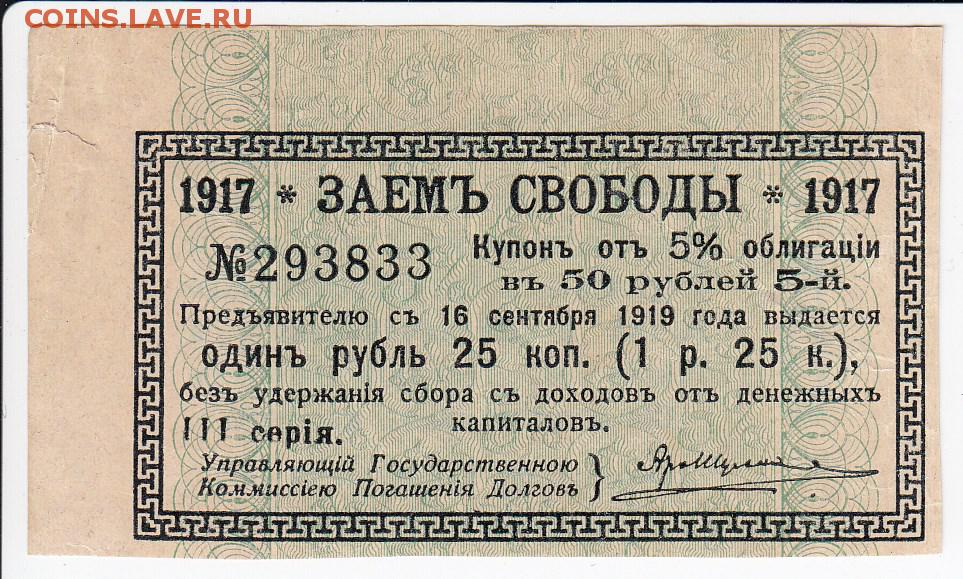 COINS.LAVE.RU
1917 * ЗАЕМЪ СВОБОДЫ * 1917
№293833
Купонъ отъ 5% облигаціи
въ 50 рублей 5-й.
Предъявителю съ 16 сентября 1919 года выдается
одинъ рубль 25 коп. (1 р. 25 к.),
безъ удержанія сбора съ доходовъ отъ денежныхъ
капиталовъ.
III серія.
Управляющій Государственною
Коммиссіею Погашенія Долговъ